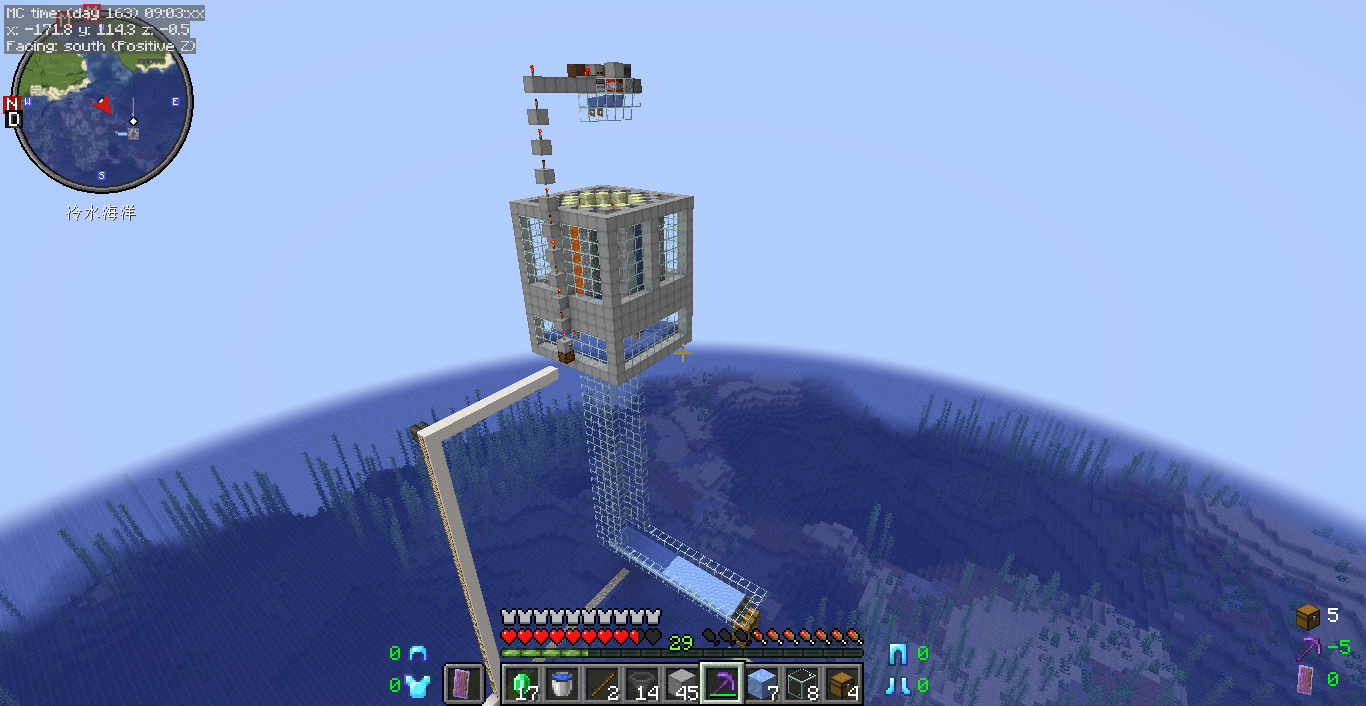 MC time: (day 163) 09:03:xx
x: -171.8 y: 114.3 z: -0.5
Facing: south (Positive Z)
N
D
W
E
S
冷水海洋
29
0
0
0
0
5
-5
0
17
2
14
45
7
8
4